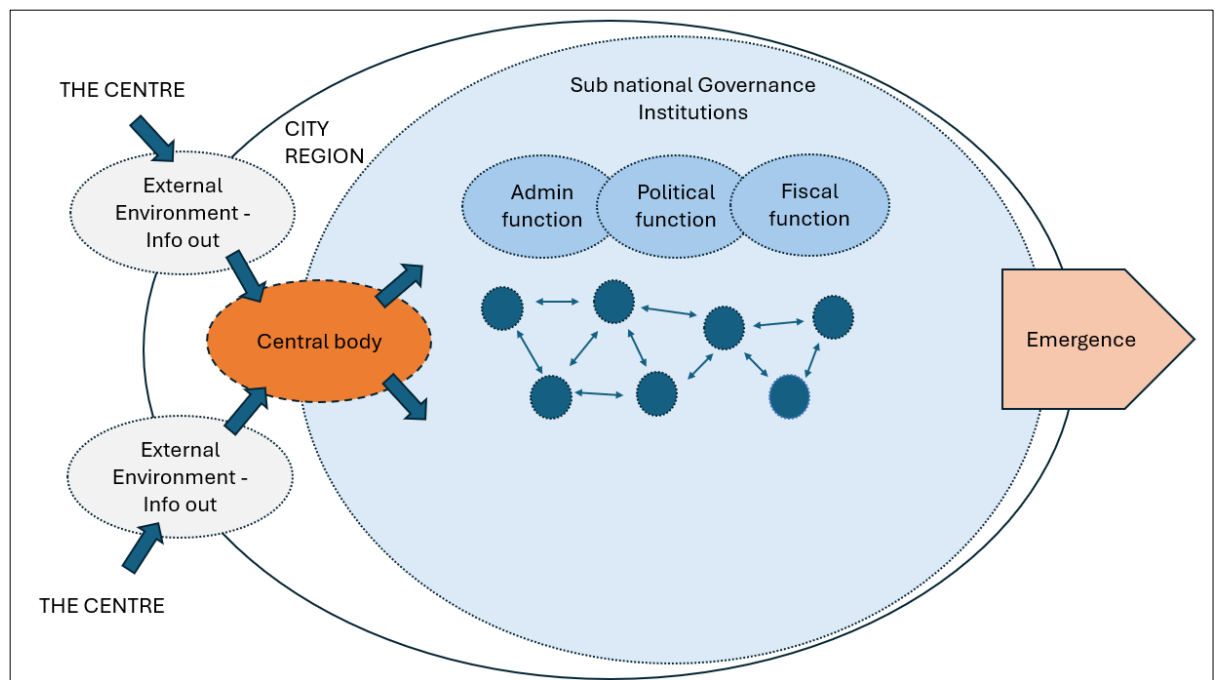 THE CENTRE
External
Environment -
Info out
CITY
REGION
Sub national Governance
Institutions
Admin
function
Political
function
Fiscal
function
Central body
Emergence
External
Environment -
Info out
THE CENTRE